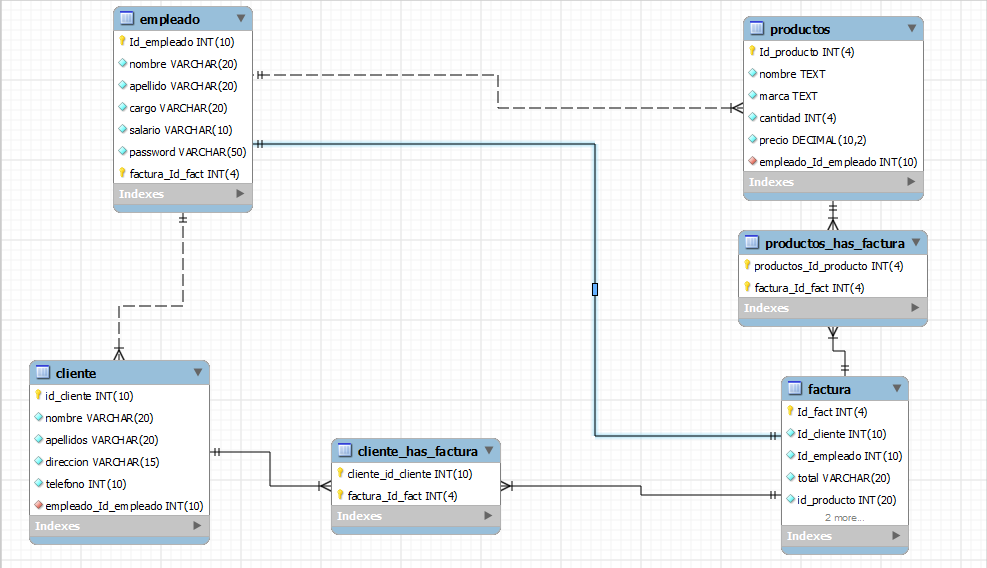 empleado
Id_empleado INT(10)
nombre VARCHAR(20)
apellido VARCHAR(20)
cargo VARCHAR(20)
salario VARCHAR(10)
password VARCHAR(50)
factura_Id_fact INT(4)
Indexes
productos
Id_producto INT(4)
nombre TEXT
marca TEXT
cantidad INT(4)
precio DECIMAL(10,2)
empleado_Id_empleado INT(10)
Indexes
productos_has_factura
productos_Id_producto INT(4)
factura_Id_fact INT(4)
Indexes
cliente
id_cliente INT(10)
nombre VARCHAR(20)
apellidos VARCHAR(20)
direccion VARCHAR(15)
telefono INT(10)
empleado_Id_empleado INT(10)
Indexes
cliente_has_factura
cliente_id_cliente INT(10)
factura_Id_fact INT(4)
Indexes
factura
Id_fact INT(4)
Id_cliente INT(10)
Id_empleado INT(10)
total VARCHAR(20)
id_producto INT(20)
2 more...
Indexes